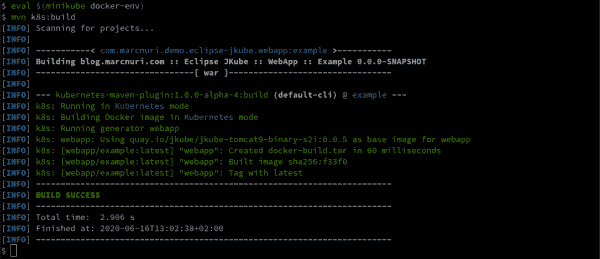 $ eval $(minikube docker-env)
$ mvn k8s:build
[INFO] Scanning for projects...
[INFO]
[INFO] -----------< com.marcnuri.demo.eclipse-jkube.webapp:example >-----------
[INFO] Building blog.marcnuri.com :: Eclipse JKube :: WebApp :: Example 0.0.0-SNAPSHOT
[INFO] --------------------------------[ war ]---------------------------------
[INFO]
[INFO] --- kubernetes-maven-plugin:1.0.0-alpha-4:build (default-cli) @ example ---
[INFO] k8s: Running in Kubernetes mode
[INFO] k8s: Building Docker image in Kubernetes mode
[INFO] k8s: Running generator webapp
[INFO] k8s: webapp: Using quay.io/jkube/jkube-tomcat9-binary-s2i:0.0.5 as base image for webapp
[INFO] k8s: [webapp/example:latest] "webapp": Created docker-build.tar in 60 milliseconds
[INFO] k8s: [webapp/example:latest] "webapp": Built image sha256:f33f0
[INFO] k8s: [webapp/example:latest] "webapp": Tag with latest
[INFO] ------------------------------------------------------------------------
[INFO] BUILD SUCCESS
[INFO] ------------------------------------------------------------------------
[INFO] Total time:  2.906 s
[INFO] Finished at: 2020-06-16T13:02:38+02:00
[INFO] ------------------------------------------------------------------------
$